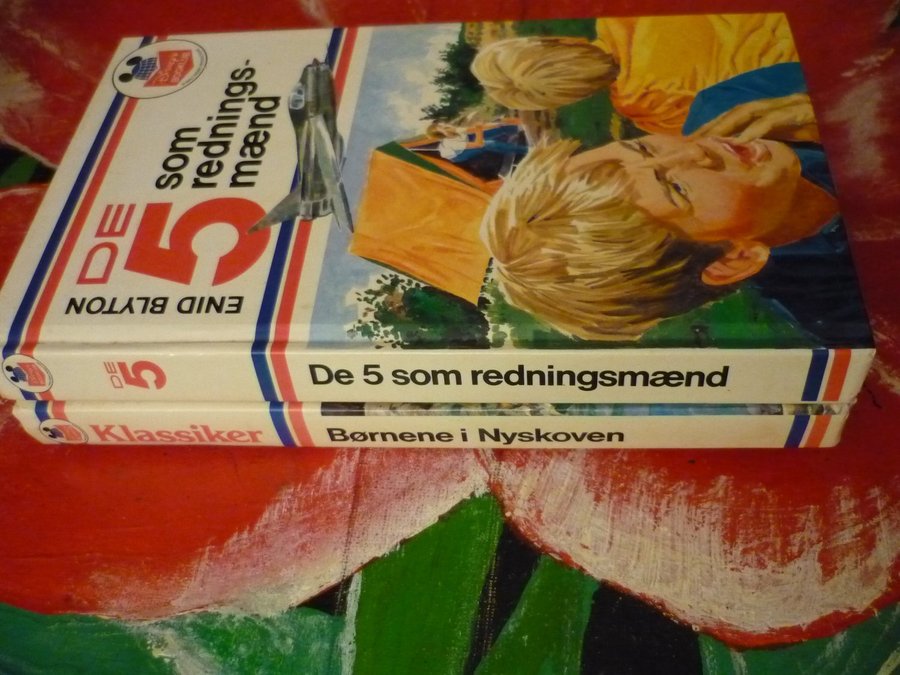 ENID BLYTON
DE
5
som
rednings-
mænd
DE
5
De 5 som redningsmænd
Klassiker
Børnene i Nyskoven